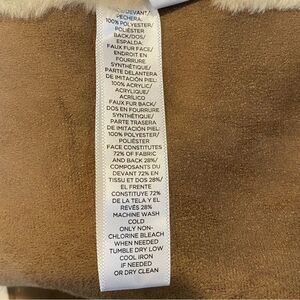 DEVANT/
PECHERA:
100% POLYESTER/
POLIÉSTER
BACK/DOS/
ESPALDA:
FAUX FUR FACE/
ENDROIT EN
FOURRURE
SYNTHÉTIQUE/
PARTE DELANTERA
DE IMITACIÓN PIEL:
100% ACRYLIC/
ACRYLIQUE/
ACRÍLICO
FAUX FUR BACK/
DOS EN FOURRURE
SYNTHÉTIQUE/
PARTE TRASERA
DE IMITACIÓN PIEL:
100% POLYESTER/
POLIÉSTER
FACE CONSTITUTES
72% OF FABRIC
AND BACK 28%/
COMPOSANTS DU
DEVANT 72% EN
TISSU ET DOS 28%/
EL FRENTE
CONSTITUYE 72%
DE LA TELA Y EL
REVÉS 28%
MACHINE WASH
COLD
ONLY NON-
CHLORINE BLEACH
WHEN NEEDED
TUMBLE DRY LOW
COOL IRON
IF NEEDED
OR DRY CLEAN